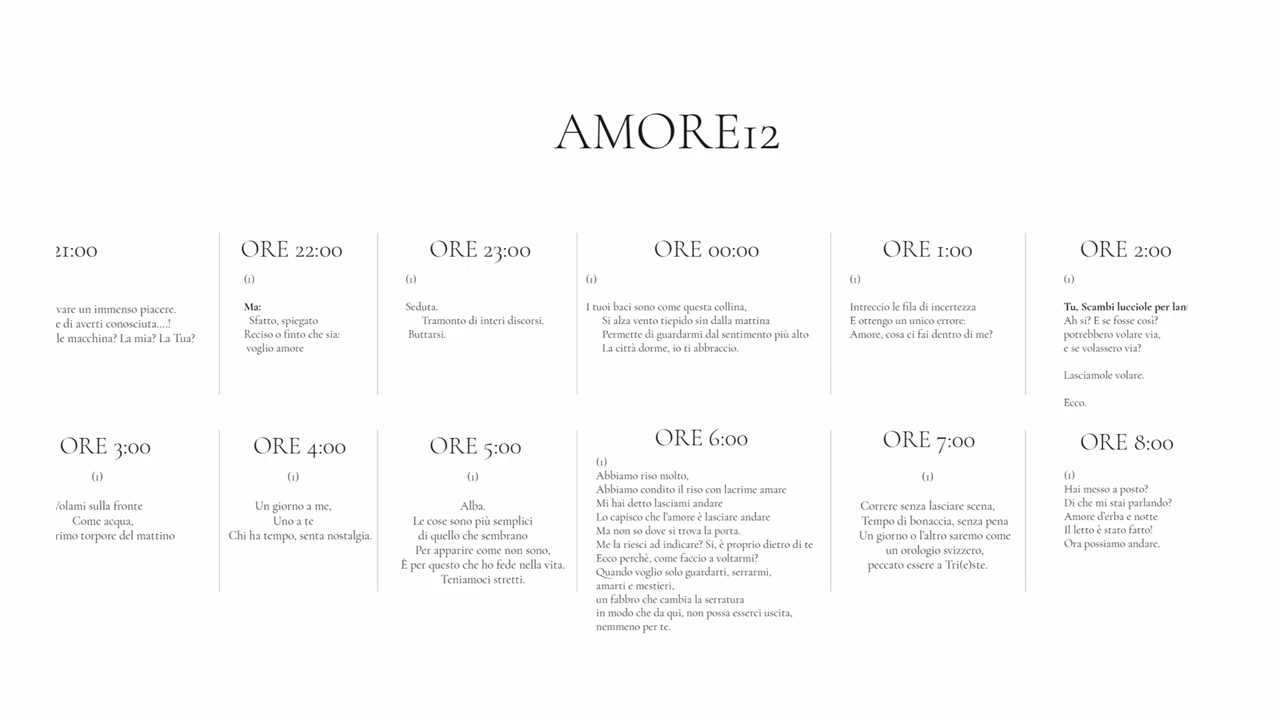 AMORE12
21:00
vare un immenso piacere.
e di averti conosciuta....!
le macchina? La mia? La Tua?
ORE 22:00
(1)
Ma:
Sfatto, spiegato
Reciso o finto che sia:
voglio amore
ORE 23:00
(1)
Seduta.
Tramonto di interi discorsi.
Buttarsi.
ORE 00:00
(1)
I tuoi baci sono come questa collina,
Si alza vento tiepido sin dalla mattina
Permette di guardarmi dal sentimento più alto
La città dorme, io ti abbraccio.
ORE 1:00
(1)
Intreccio le fila di incertezza
E ottengo un unico errore:
Amore, cosa ci fai dentro di me?
ORE 2:00
(1)
Tu, Scambi lucciole per lan
Ah si? E se fosse così?
potrebbero volare via,
e se volassero via?
Lasciamole volare.
Ecco.
ORE 3:00
(1)
Volami sulla fronte
Come acqua,
rimo torpore del mattino
ORE 4:00
(1)
Un giorno a me,
Uno a te
Chi ha tempo, senta nostalgia.
ORE 5:00
(1)
Alba.
Le cose sono più semplici
di quello che sembrano
Per apparire come non sono,
È per questo che ho fede nella vita.
Teniamoci stretti.
ORE 6:00
(1)
Abbiamo riso molto,
Abbiamo condito il riso con lacrime amare
Mi hai detto lasciami andare
Lo capisco che l'amore è lasciare andare
Ma non so dove si trova la porta.
Me la riesci ad indicare? Si, è proprio dietro di te
Ecco perchè, come faccio a voltarmi?
Quando voglio solo guardarti, serrarmi,
amarti e mestieri,
un fabbro che cambia la serratura
in modo che da qui, non possa esserci uscita,
nemmeno per te.
ORE 7:00
(1)
Correre senza lasciare scena,
Tempo di bonaccia, senza pena
Un giorno o l'altro saremo come
un orologio svizzero,
peccato essere a Tri(e)ste.
ORE 8:00
(1)
Hai messo a posto?
Di che mi stai parlando?
Amore d'erba e notte
Il letto è stato fatto!
Ora possiamo andare.